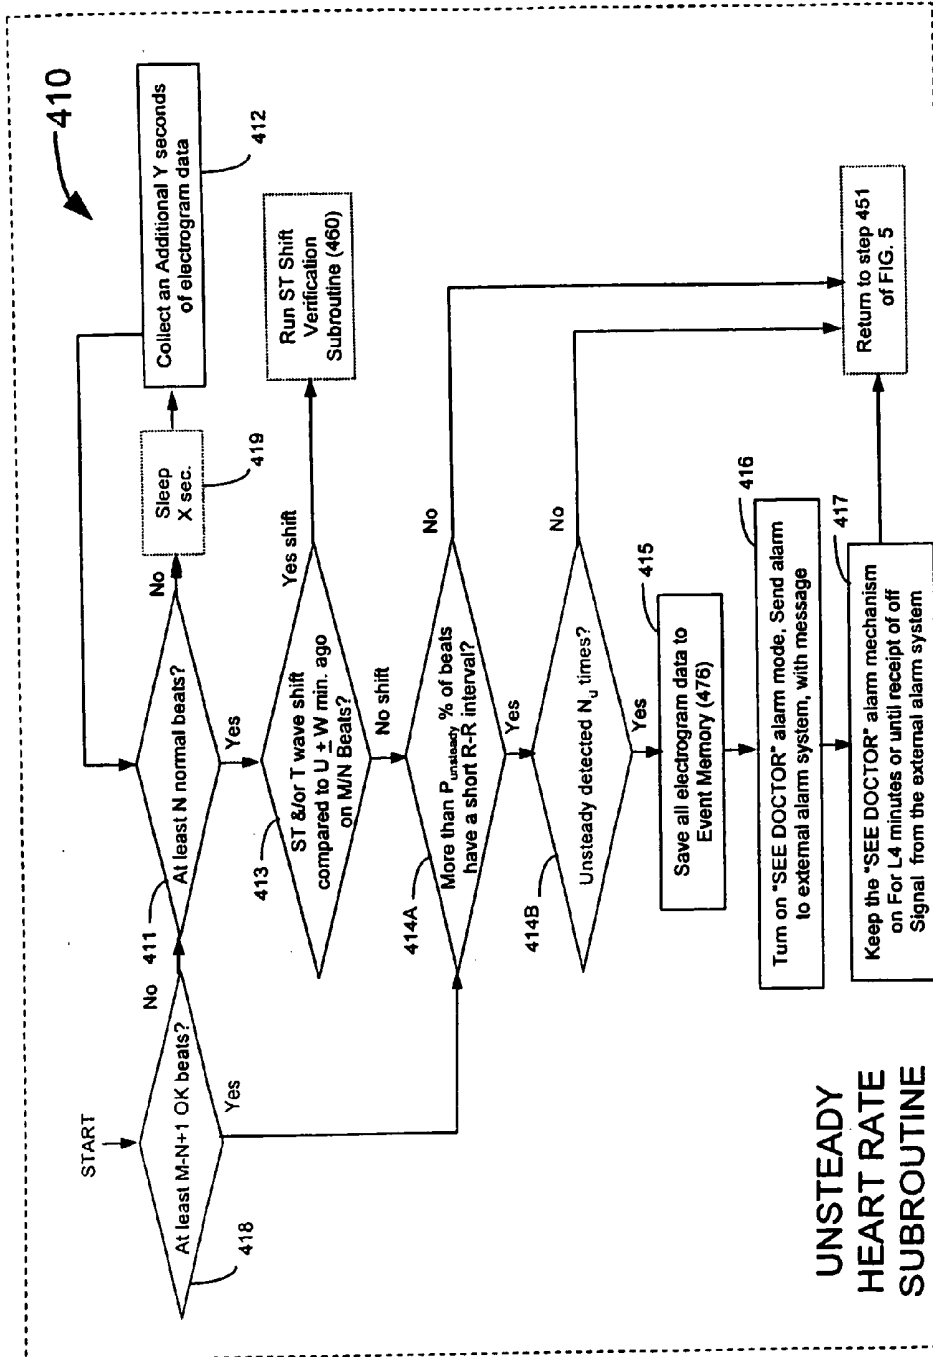 410
START
At least M-N+1 OK beats?
418
No
Yes
At least N normal beats?
411
No
Yes
Sleep
X sec.
419
Collect an Additional Y seconds
of electrogram data
412
ST &/or T wave shift
compared to U ± W min. ago
on M/N Beats?
413
Yes shift
No shift
Run ST Shift
Verification
Subroutine (460)
More than Punsteady % of beats
have a short R-R interval?
414A
No
Yes
Unsteady detected NU times?
414B
No
Yes
Save all electrogram data to
Event Memory (476)
415
Turn on "SEE DOCTOR" alarm mode, Send alarm
to external alarm system, with message
416
Keep the "SEE DOCTOR" alarm mechanism
on For L4 minutes or until receipt of off
Signal from the external alarm system
417
Return to step 451
of FIG. 5
UNSTEADY
HEART RATE
SUBROUTINE